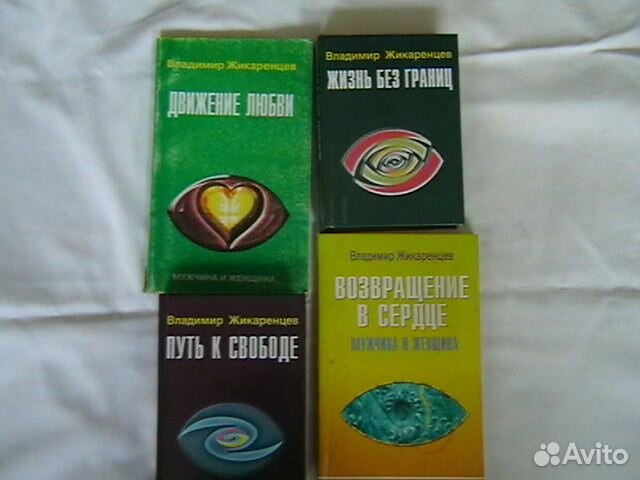 Владимир Жикаренцев
ДВИЖЕНИЕ ЛЮБВИ
МУЖЧИНА И ЖЕНЩИНА
Владимир Жикаренцев
ЖИЗНЬ БЕЗ ГРАНИЦ
Владимир Жикаренцев
ПУТЬ К СВОБОДЕ
Владимир Жикаренцев
ВОЗВРАЩЕНИЕ
В СЕРДЦЕ
МУЖЧИНА И ЖЕНЩИНА
Avito